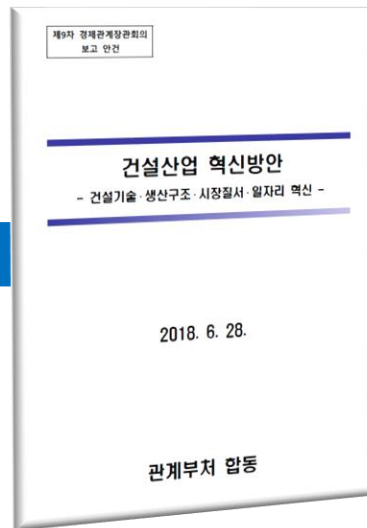 제9차 경제관계장관회의
보고 안건
건설산업 혁신방안
- 건설기술·생산구조·시장질서·일자리 혁신 -
2018. 6. 28.
관계부처 합동